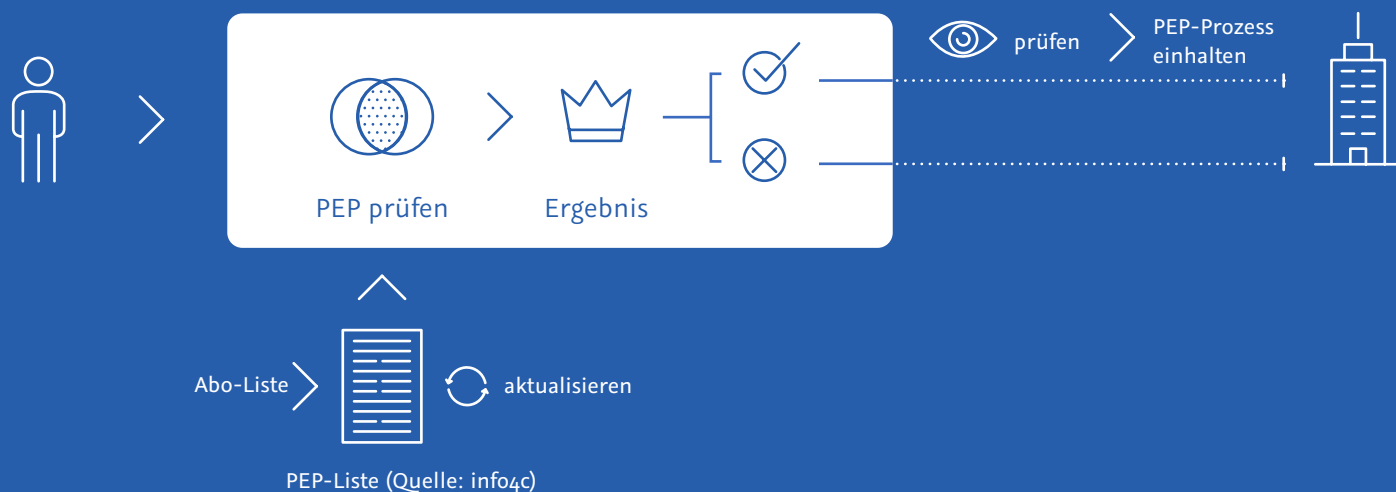 prüfen
PEP-Prozess
einhalten
PEP prüfen
Ergebnis
Abo-Liste
aktualisieren
PEP-Liste (Quelle: info4c)